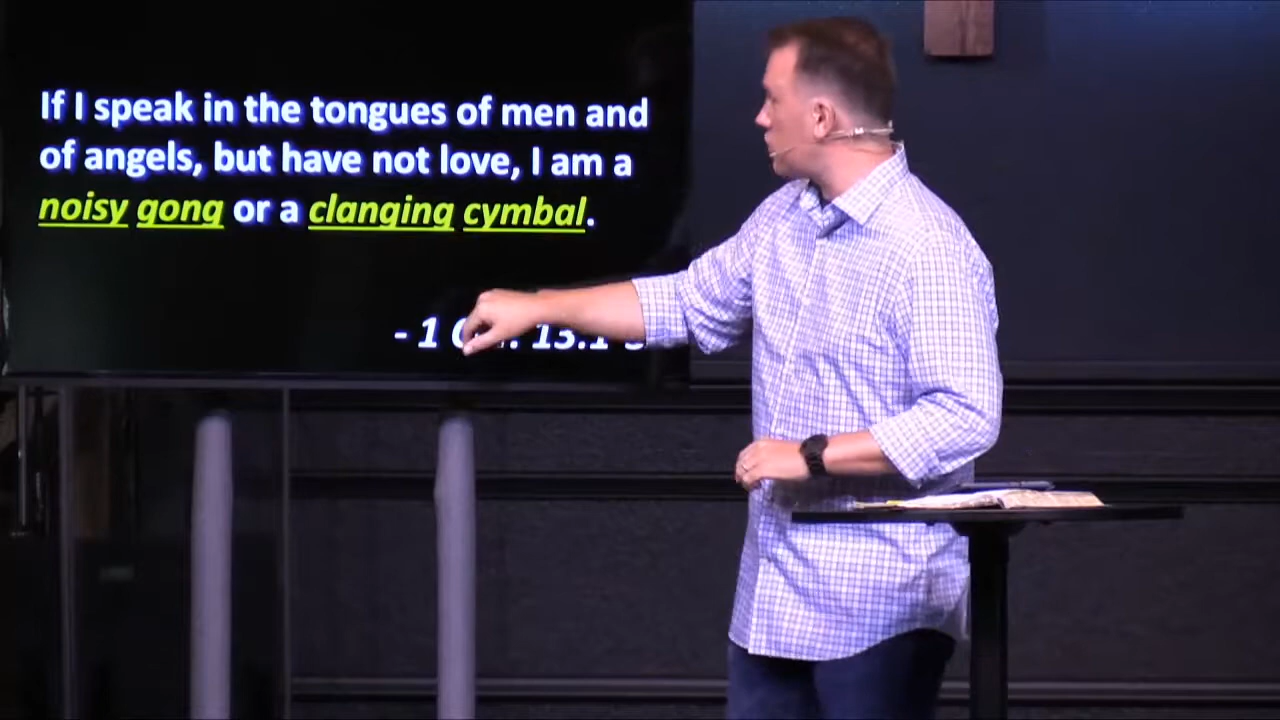 If I speak in the tongues of men and
of angels, but have not love, I am a
noisy gong or a clanging cymbal.
- 1